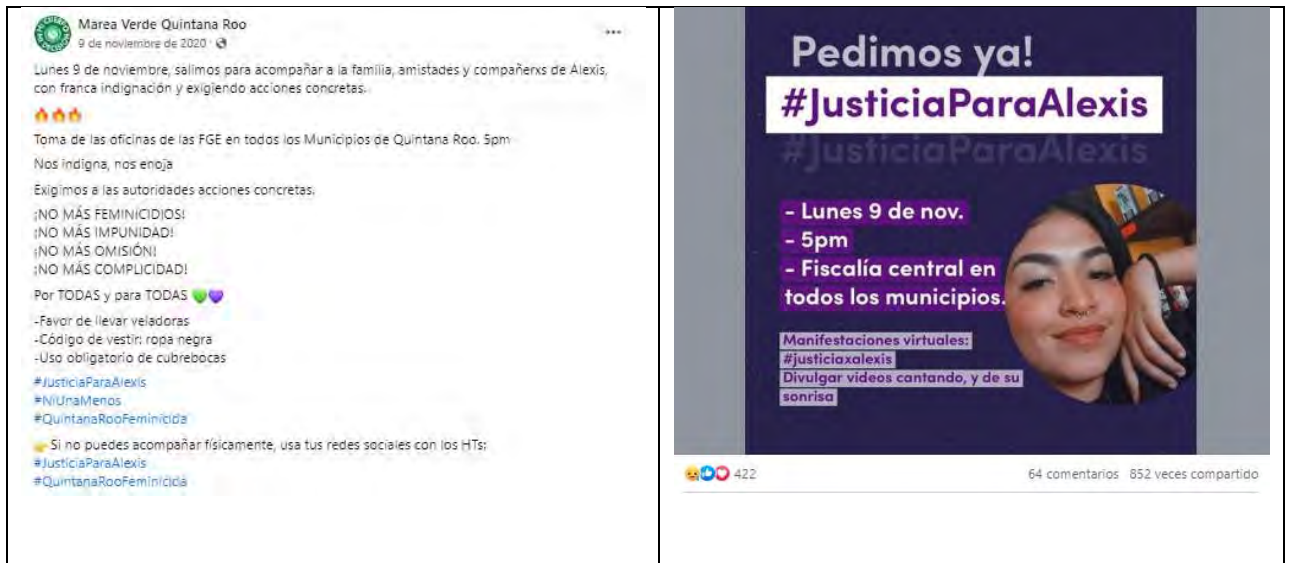 Marea Verde Quintana Roo
9 de noviembre de 2020
Lunes 9 de noviembre, salimos para acompañar a la familia, amistades y compañerxs de Alexis,
con franca indignación y exigiendo acciones concretas.
Toma de las oficinas de las FGE en todos los Municipios de Quintana Roo. 5pm
Nos indigna, nos enoja
Exigimos a las autoridades acciones concretas.
¡NO MÁS FEMINICIDIOS!
¡NO MÁS IMPUNIDAD!
¡NO MÁS OMISIÓN!
¡NO MÁS COMPLICIDAD!
Por TODAS y para TODAS 💚💜
-Favor de llevar veladoras
-Código de vestir: ropa negra
-Uso obligatorio de cubrebocas
#JusticiaParaAlexis
#NiUnaMenos
#QuintanaRooFeminicida
👉 Si no puedes acompañar físicamente, usa tus redes sociales con los HTs:
#JusticiaParaAlexis
#QuintanaRooFeminicida
Pedimos ya!
#JusticiaParaAlexis
#JusticiaParaAlexis
- Lunes 9 de nov.
- 5pm
- Fiscalía central en
todos los municipios.
Manifestaciones virtuales:
#justiciaxalexis
Divulgar videos cantando, y de su
sonrisa
422
64 comentarios 852 veces compartido